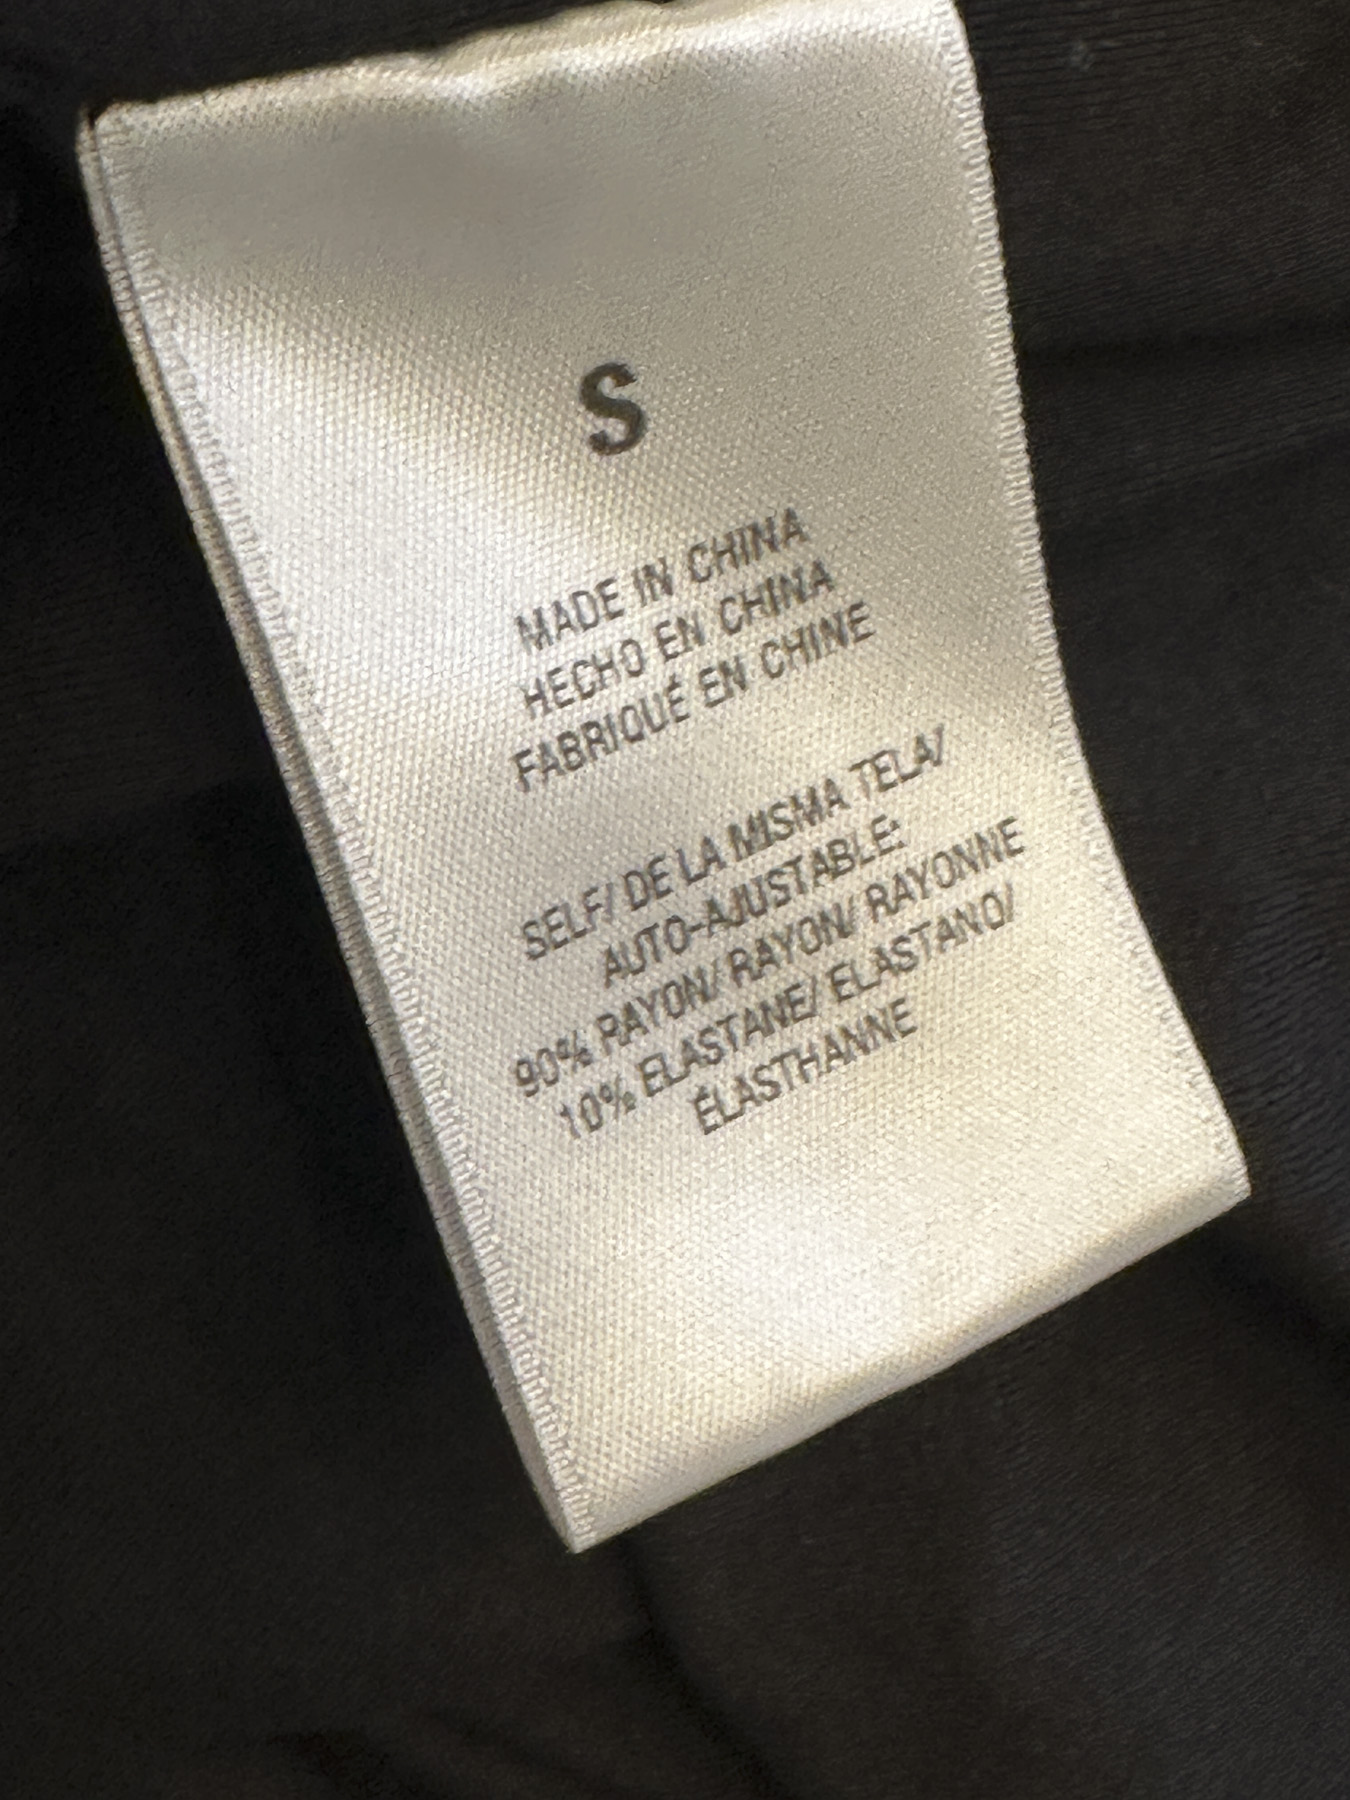 S
MADE IN CHINA
HECHO EN CHINA
FABRIQUÉ EN CHINE
SELF/ DE LA MISMA TELA/
AUTO-AJUSTABLE:
90% RAYON/ RAYON/ RAYONNE
10% ELASTANE/ ELASTANO/
ÉLASTHANNE